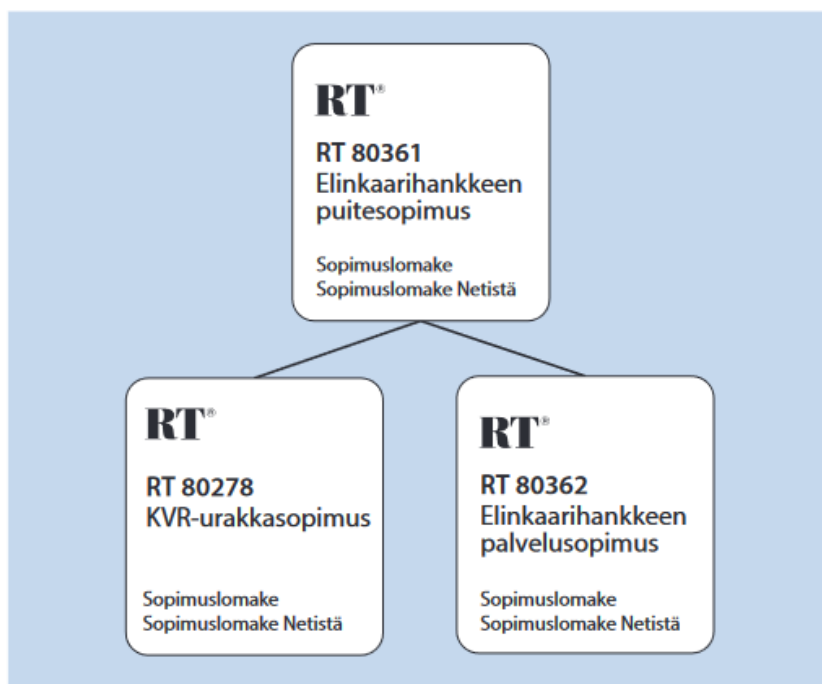 RT®
RT 80361
Elinkaarihankkeen
puitesopimus
Sopimuslomake
Sopimuslomake Netistä
RT®
RT 80278
KVR-urakkasopimus
Sopimuslomake
Sopimuslomake Netistä
RT®
RT 80362
Elinkaarihankkeen
palvelusopimus
Sopimuslomake
Sopimuslomake Netistä